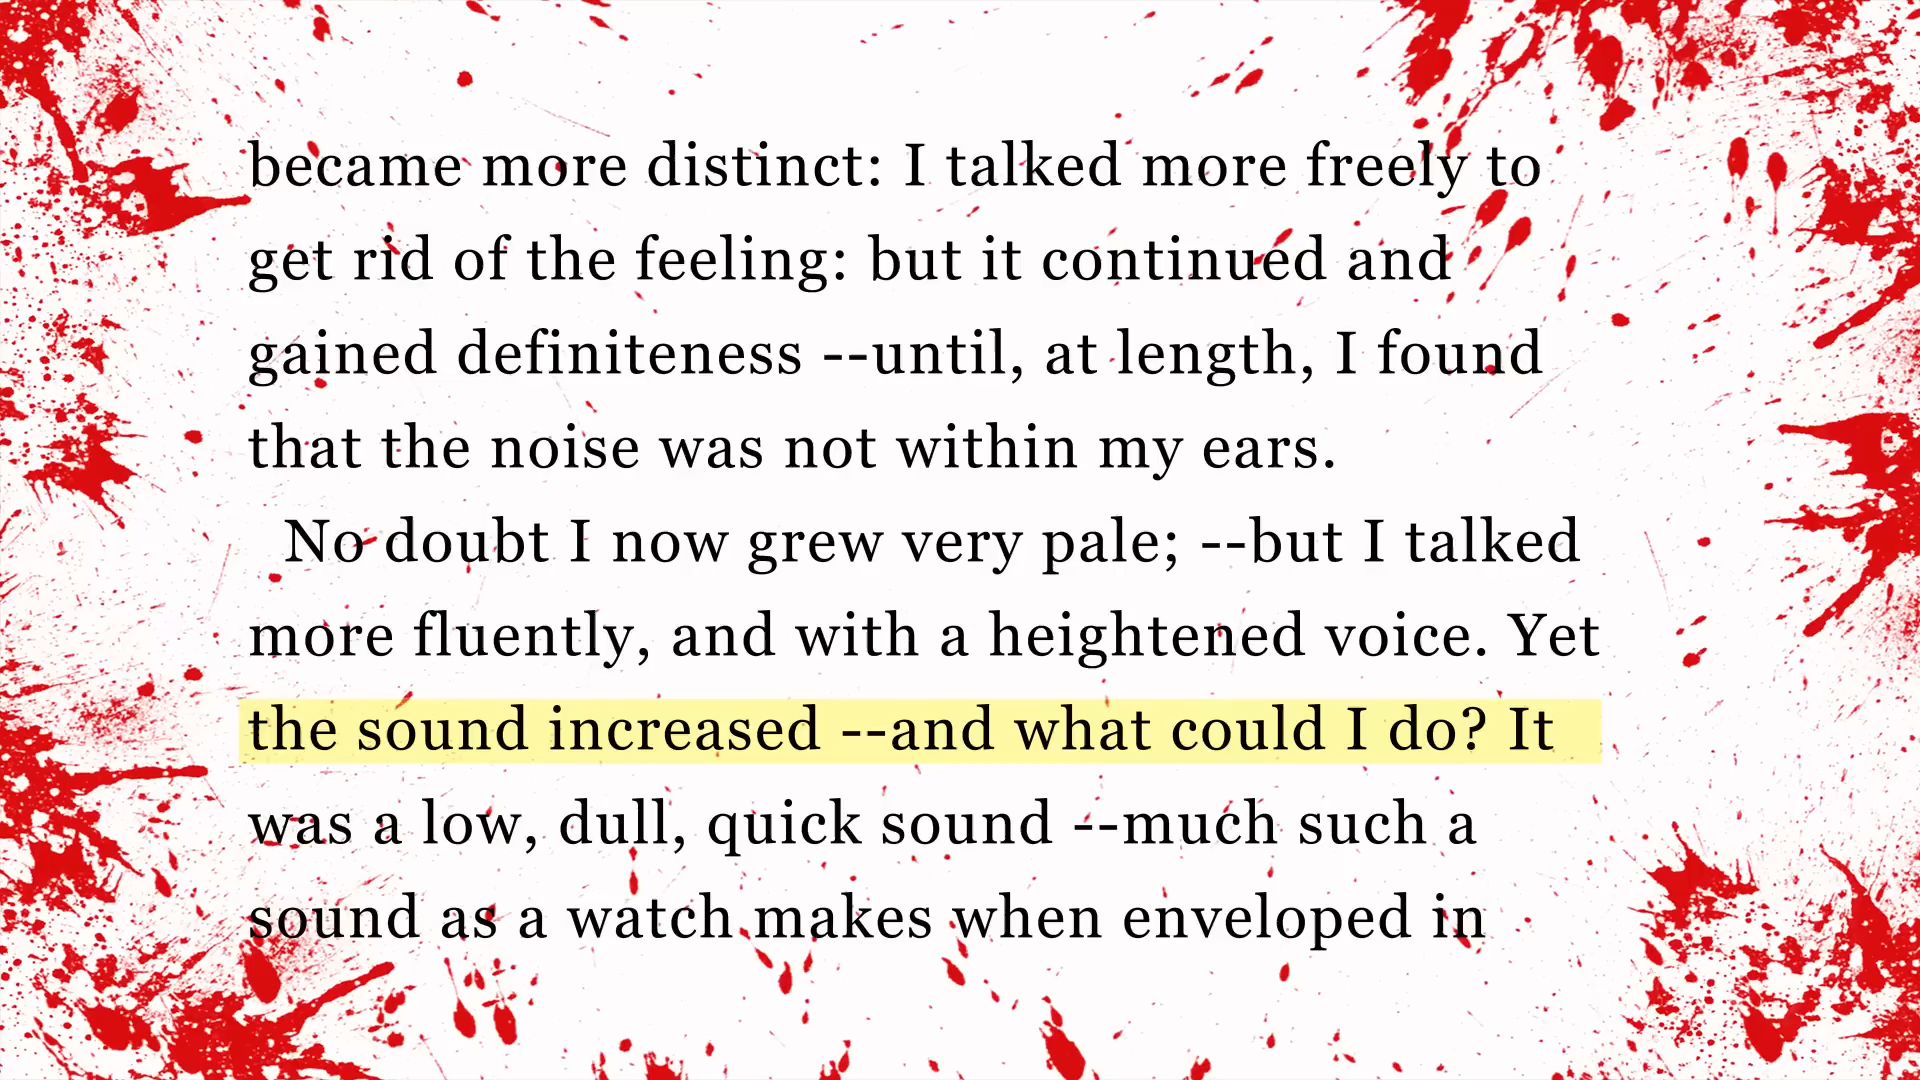 became more distinct: I talked more freely to
get rid of the feeling: but it continued and
gained definiteness --until, at length, I found
that the noise was not within my ears.
No doubt I now grew very pale; --but I talked
more fluently, and with a heightened voice. Yet
the sound increased --and what could I do? It
was a low, dull, quick sound --much such a
sound as a watch makes when enveloped in